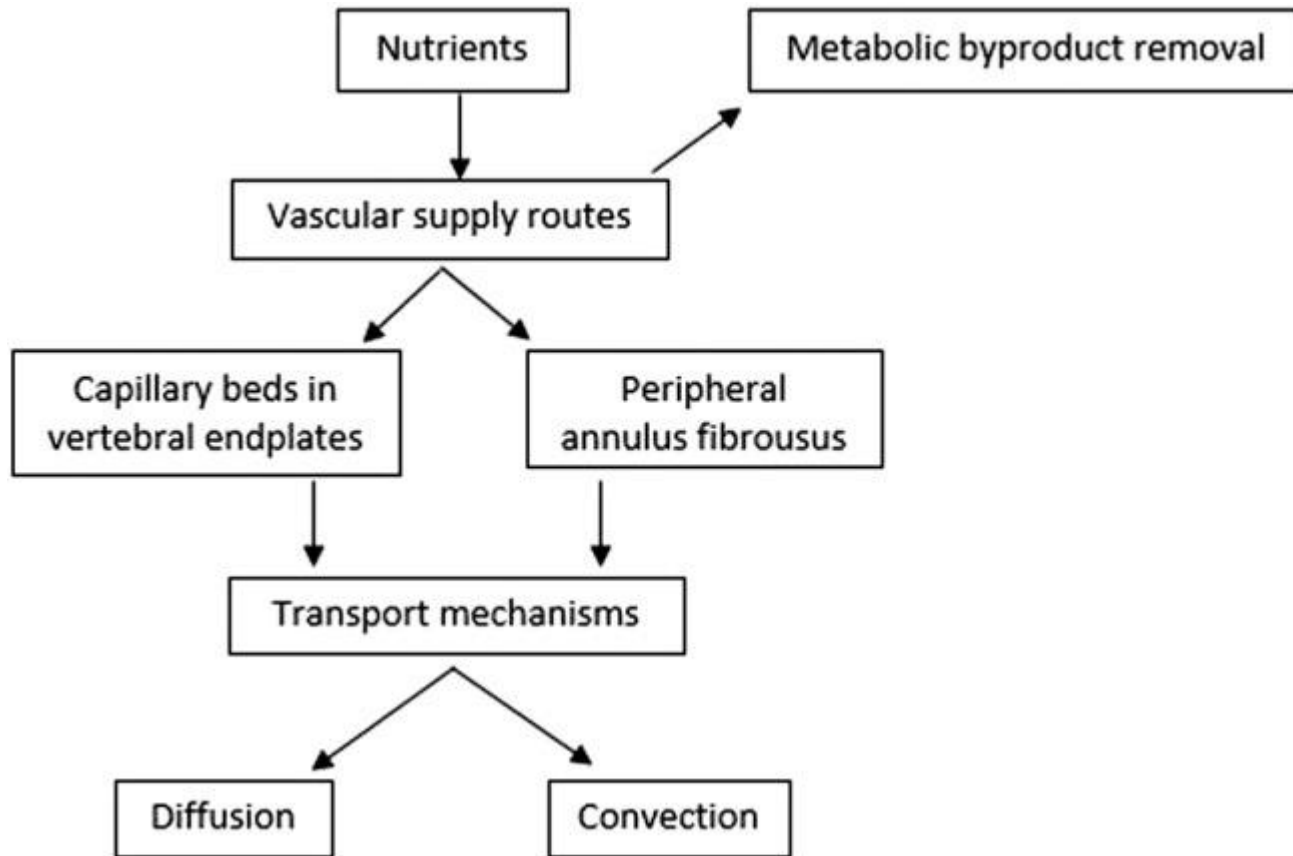 Nutrients
Metabolic byproduct removal
Vascular supply routes
Capillary beds in
vertebral endplates
Peripheral
annulus fibrousus
Transport mechanisms
Diffusion
Convection